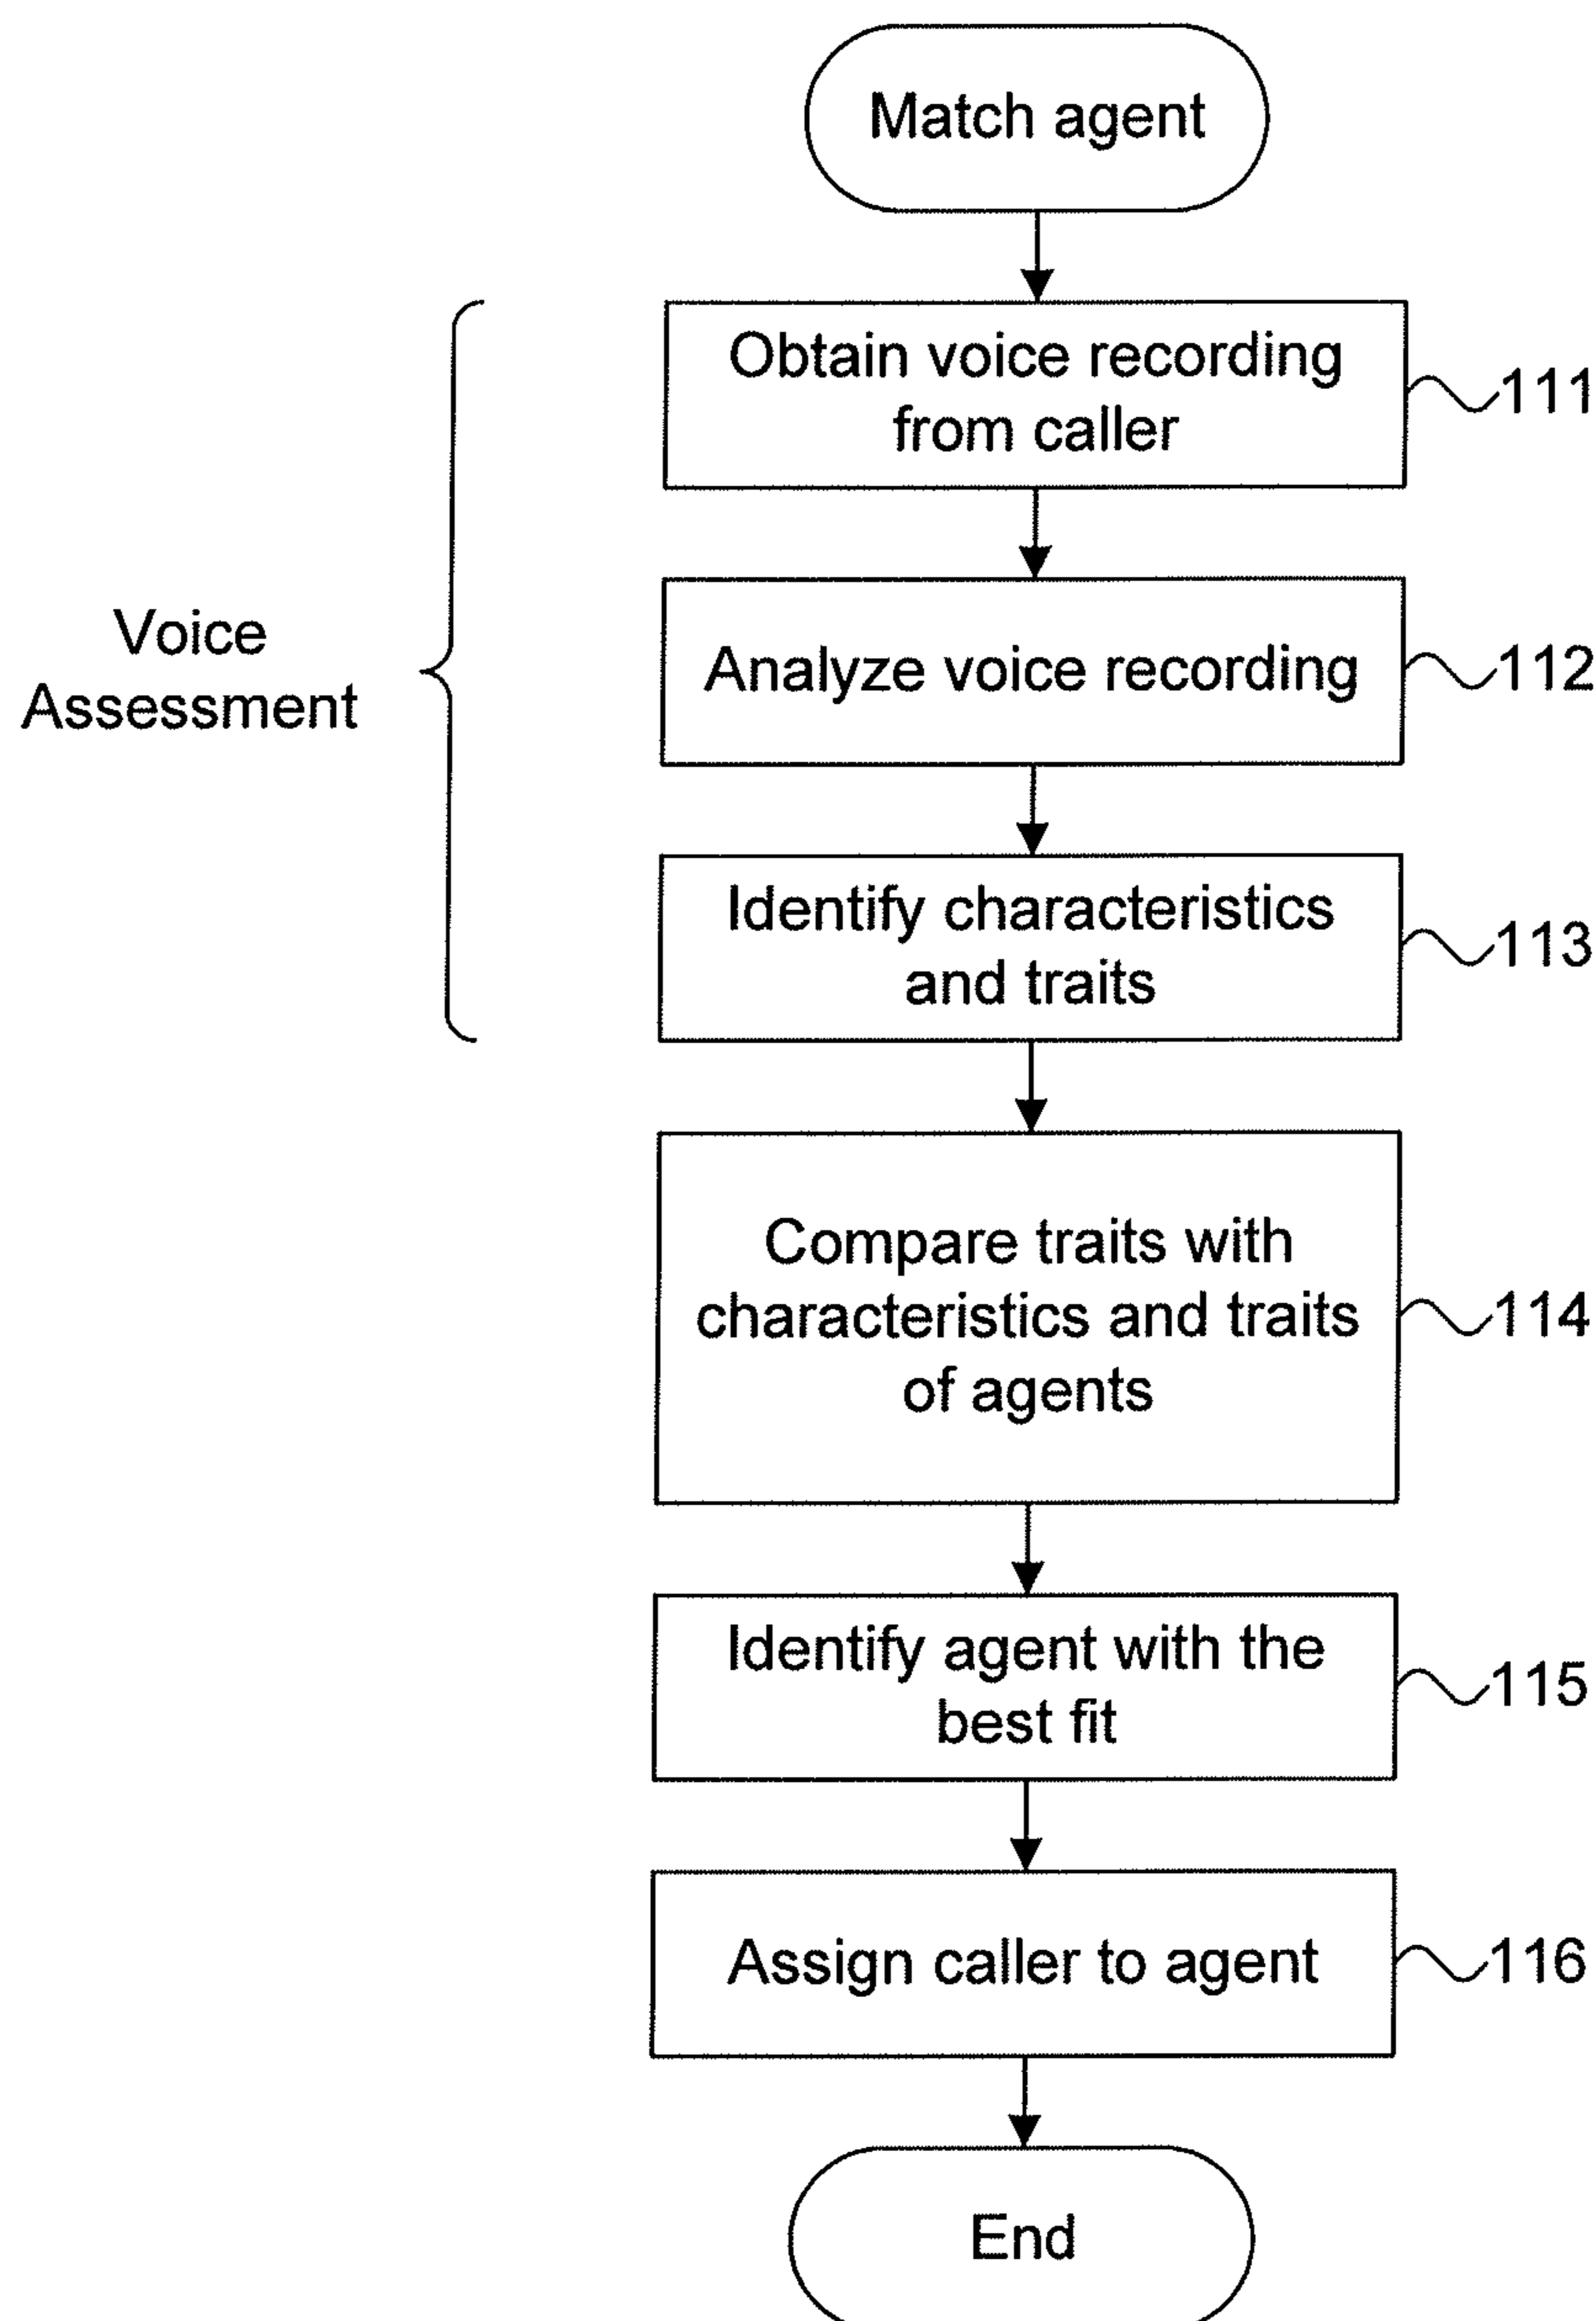 Match agent
Obtain voice recording
from caller
111
Voice
Assessment
Analyze voice recording
112
Identify characteristics
and traits
113
Compare traits with
characteristics and traits
of agents
114
Identify agent with the
best fit
115
Assign caller to agent
116
End